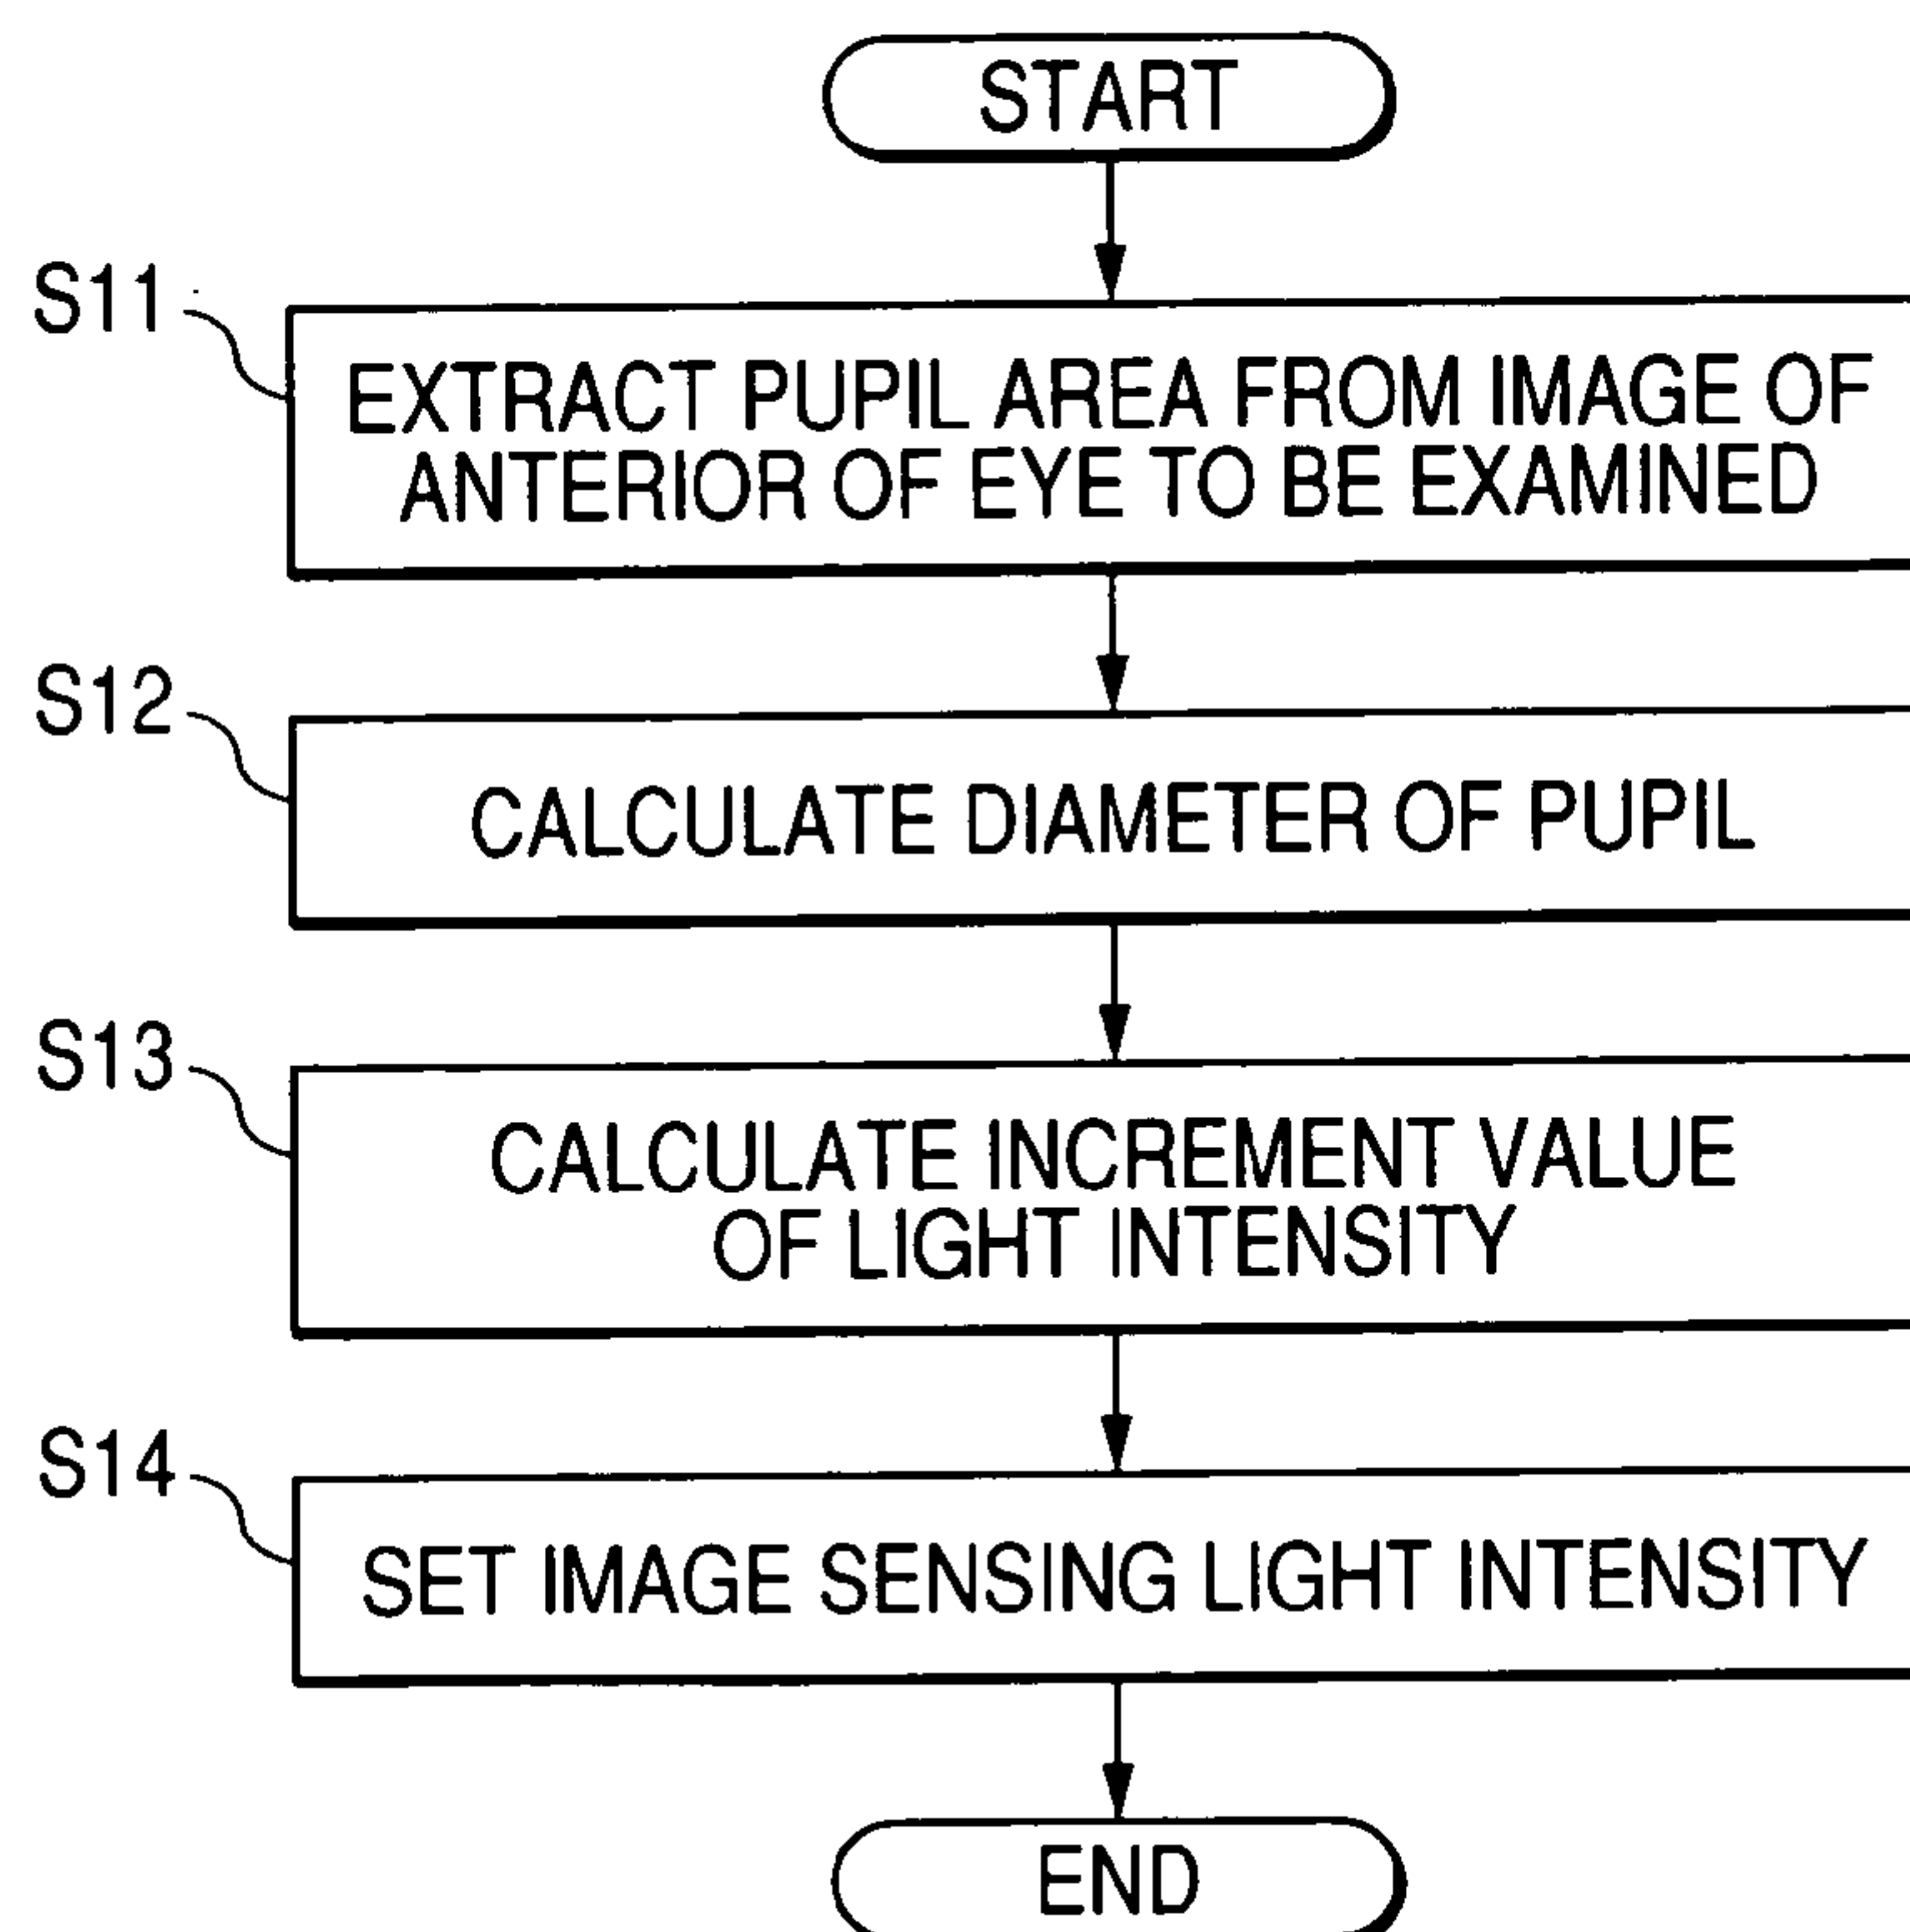 START
S11
EXTRACT PUPIL AREA FROM IMAGE OF
ANTERIOR OF EYE TO BE EXAMINED
S12
CALCULATE DIAMETER OF PUPIL
S13
CALCULATE INCREMENT VALUE
OF LIGHT INTENSITY
S14
SET IMAGE SENSING LIGHT INTENSITY
END